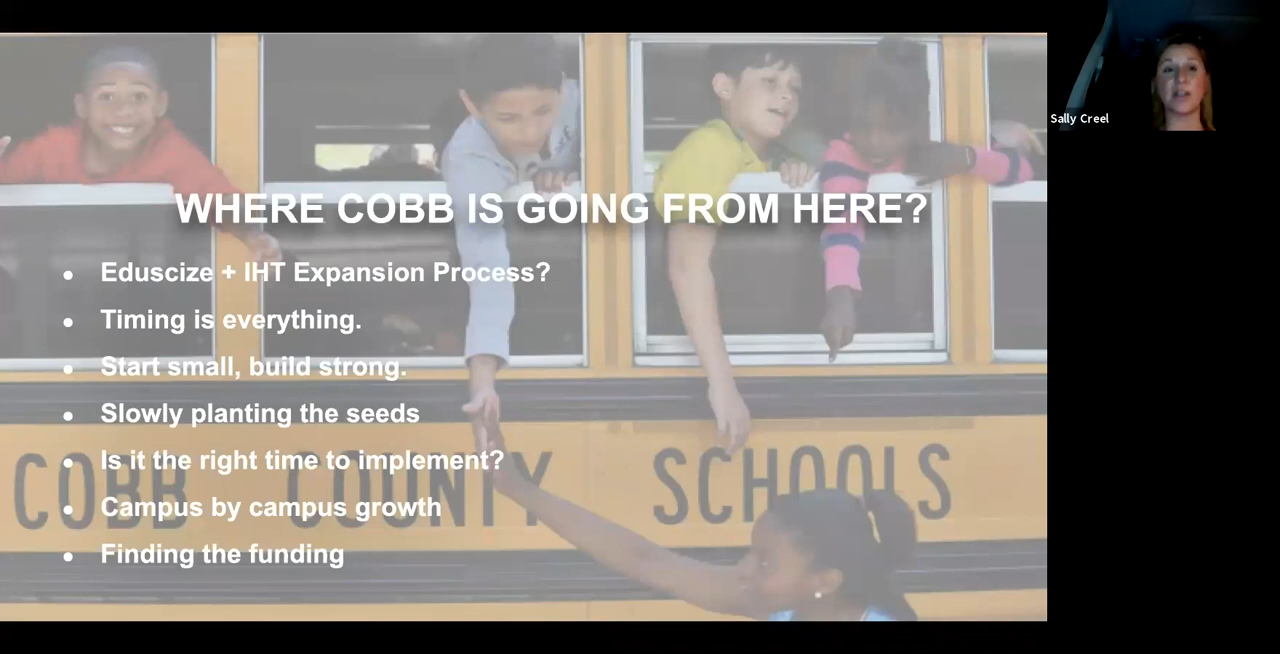 Sally Creel
WHERE COBB IS GOING FROM HERE?
• Eduscize + IHT Expansion Process?
• Timing is everything.
• Start small, build strong.
• Slowly planting the seeds
• Is it the right time to implement?
• Campus by campus growth
• Finding the funding
COBB COUNTY SCHOOLS